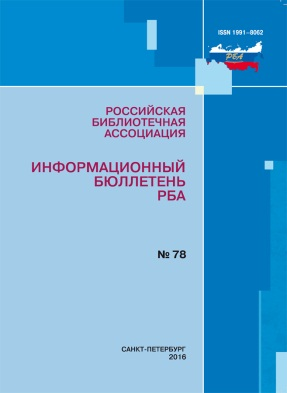 ISSN 1991-8062
РБА
РОССИЙСКАЯ
БИБЛИОТЕЧНАЯ
АССОЦИАЦИЯ
ИНФОРМАЦИОННЫЙ
БЮЛЛЕТЕНЬ
РБА
№ 78
САНКТ-ПЕТЕРБУРГ
2016